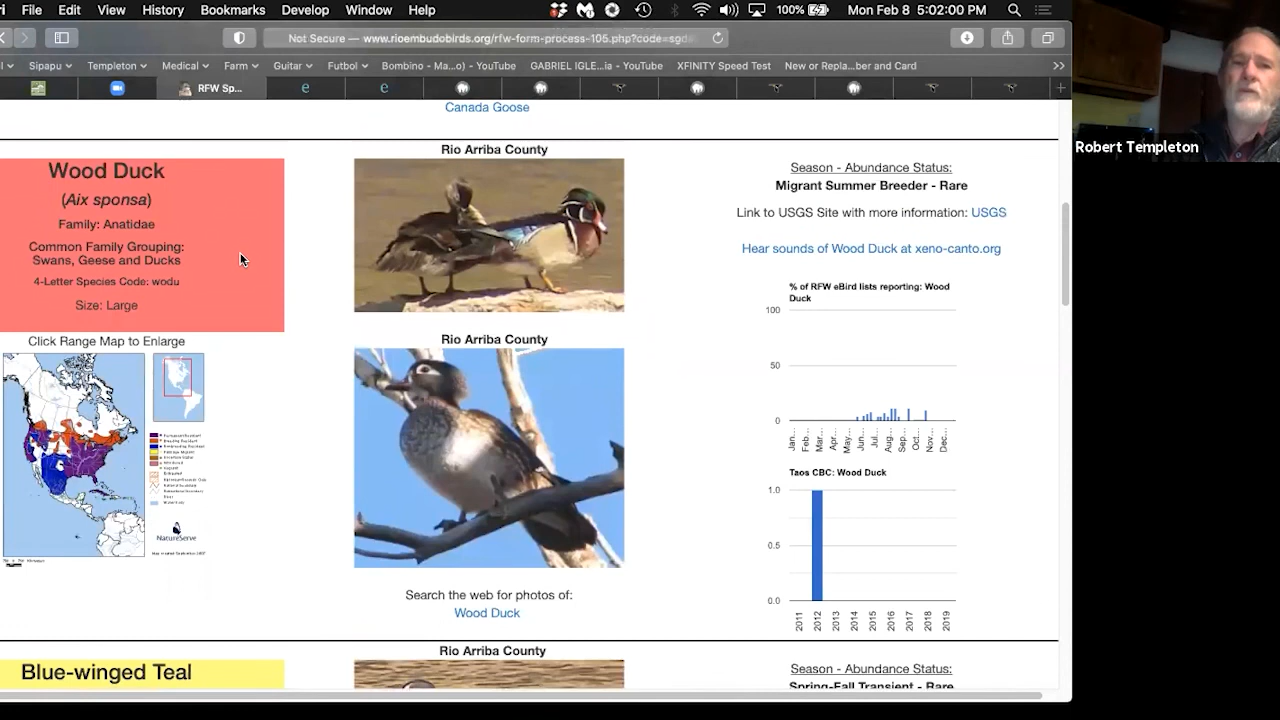 File Edit View History Bookmarks Develop Window Help 100% Mon Feb 8 5:02:00 PM
Not Secure — www.rioembudobirds.org/rfw-form-process-105.php?code=sgd
Sipapu Templeton Medical Farm Guitar Futbol Bombino - Ma...o) - YouTube GABRIEL IGLE...ia - YouTube XFINITY Speed Test New or Repla...ber and Card >>
RFW Sp...
Canada Goose
Wood Duck
(Aix sponsa)
Family: Anatidae
Common Family Grouping:
Swans, Geese and Ducks
4-Letter Species Code: wodu
Size: Large
Click Range Map to Enlarge
NatureServe
Rio Arriba County
Rio Arriba County
Search the web for photos of:
Wood Duck
Season - Abundance Status:
Migrant Summer Breeder - Rare
Link to USGS Site with more information: USGS
Hear sounds of Wood Duck at xeno-canto.org
% of RFW eBird lists reporting: Wood
Duck
100
50
0
Jan... Feb... Mar... Apr... Ma... Ju... Jul... Au... Sep... Oct... Nov... Dec...
Taos CBC: Wood Duck
1.0
0.5
0.0
2011 2012 2013 2014 2015 2016 2017 2018 2019
Blue-winged Teal
Rio Arriba County
Season - Abundance Status:
Spring-Fall Transient - Rare
Robert Templeton